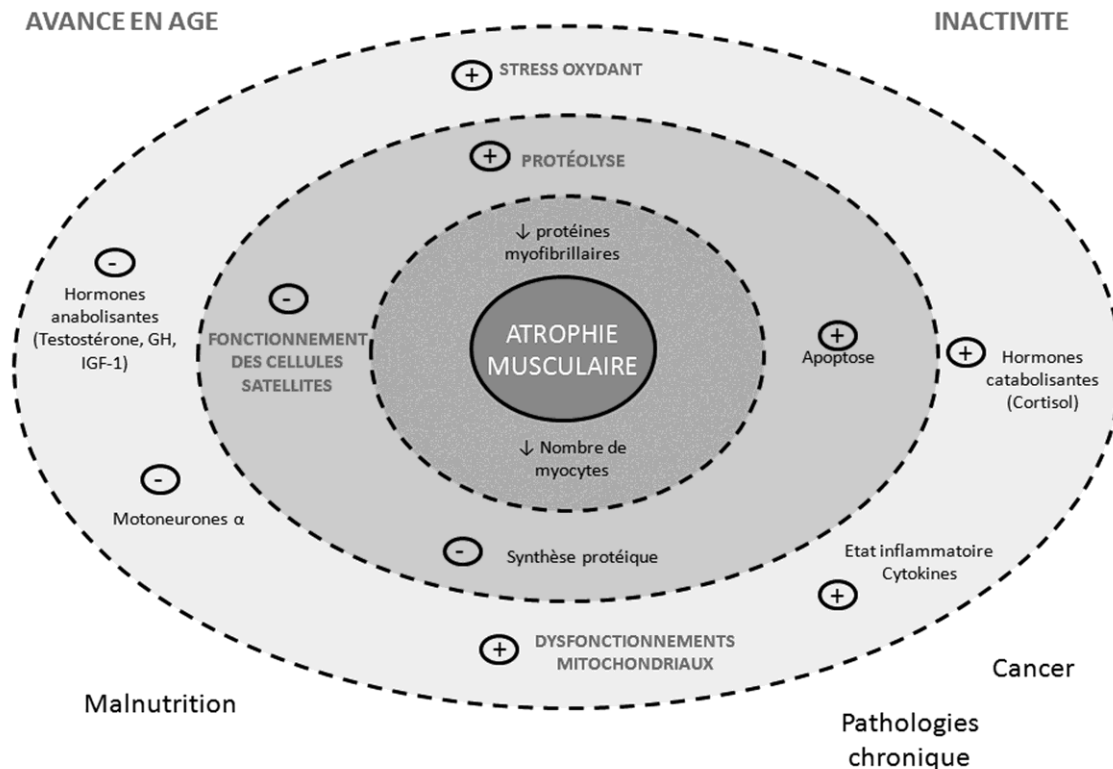 AVANCE EN AGE
INACTIVITE
+
STRESS OXYDANT
+
PROTÉOLYSE
↓ protéines
myofibrillaires
-
Hormones
anabolisantes
(Testostérone, GH,
IGF-1)
-
FONCTIONNEMENT
DES CELLULES
SATELLITES
ATROPHIE
MUSCULAIRE
+
Apoptose
+
Hormones
catabolisantes
(Cortisol)
↓ Nombre de
myocytes
-
Motoneurones α
-
Synthèse protéique
Etat inflammatoire
Cytokines
+
+
DYSFONCTIONNEMENTS
MITOCHONDRIAUX
Malnutrition
Cancer
Pathologies
chronique